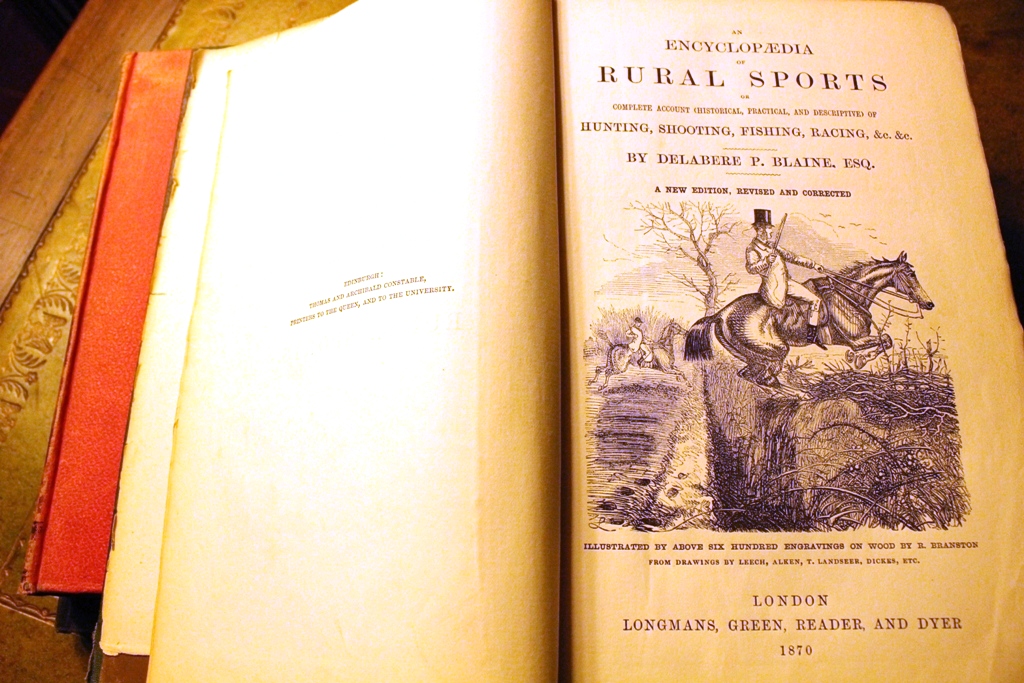 EDINBURGH:
THOMAS AND ARCHIBALD CONSTABLE,
PRINTERS TO THE QUEEN, AND TO THE UNIVERSITY.
AN
ENCYCLOPÆDIA
OF
RURAL SPORTS
OR
COMPLETE ACCOUNT (HISTORICAL, PRACTICAL, AND DESCRIPTIVE) OF
HUNTING, SHOOTING, FISHING, RACING, &c. &c.
BY DELABERE P. BLAINE, ESQ.
A NEW EDITION, REVISED AND CORRECTED
ILLUSTRATED BY ABOVE SIX HUNDRED ENGRAVINGS ON WOOD BY R. BRANSTON
FROM DRAWINGS BY LEECH, ALKEN, T. LANDSEER, DICKES, ETC.
LONDON
LONGMANS, GREEN, READER, AND DYER
1870